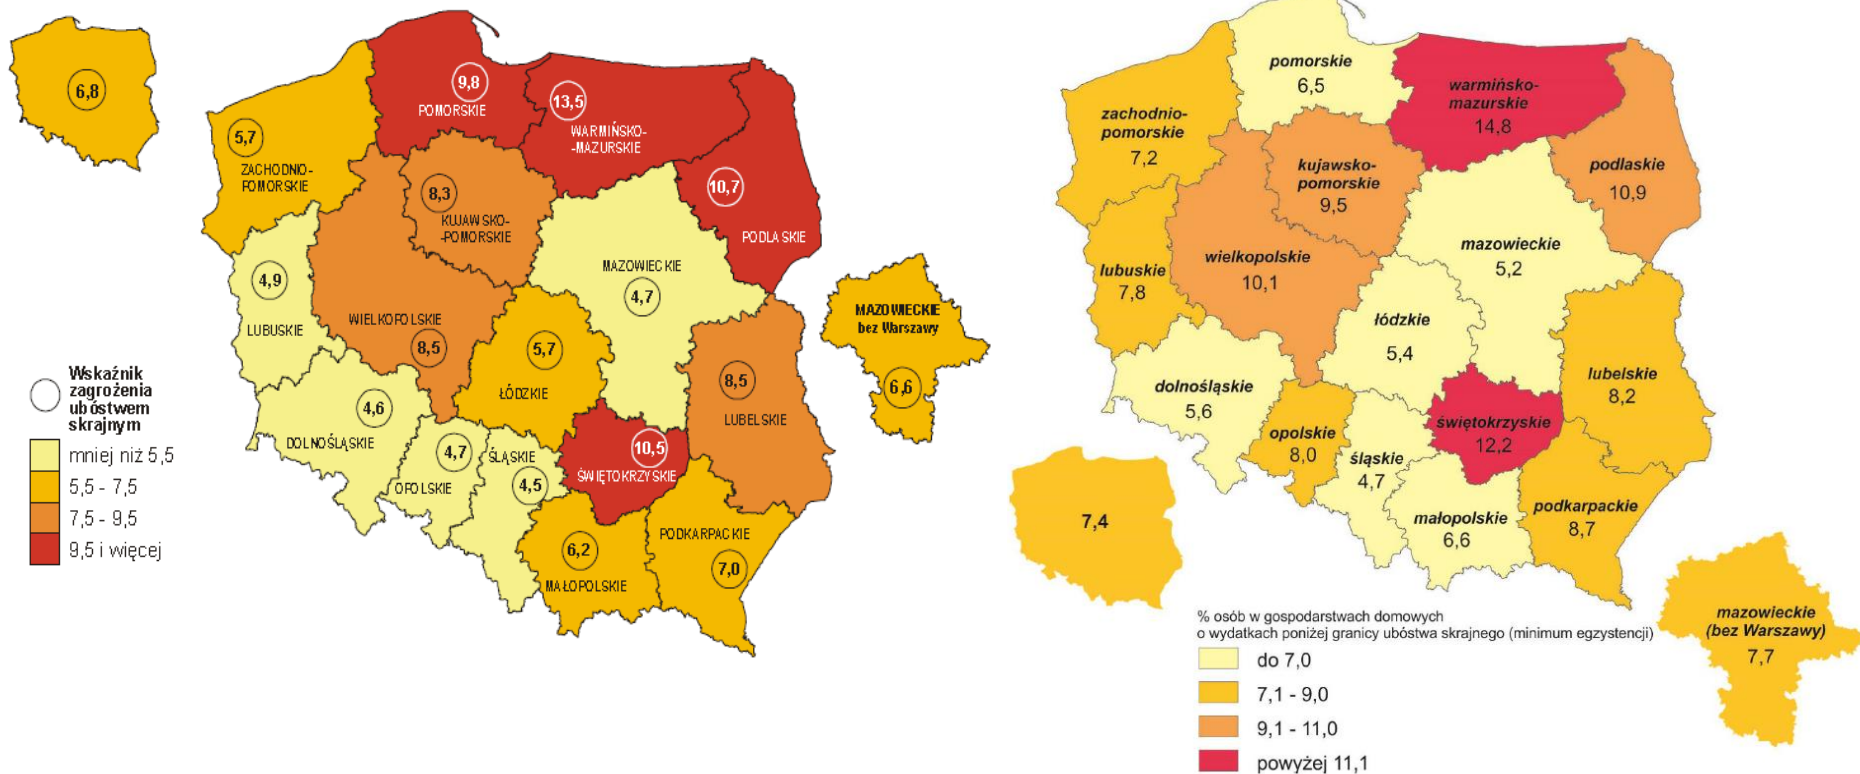 6,8
9,8
POMORSKIE
13,5
WARMIŃSKO-
-MAZURSKIE
5,7
ZACHODNIO-
POMORSKIE
8,3
KUJAWSKO-
-POMORSKIE
10,7
PODLASKIE
4,9
LUBUSKIE
MAZOWIECKIE
4,7
WIELKOPOLSKIE
8,5
5,7
ŁÓDZKIE
8,5
LUBELSKIE
4,6
DOLNOŚLĄSKIE
4,7
OPOLSKIE
ŚLĄSKIE
4,5
10,5
ŚWIĘTOKRZYSKIE
6,2
MAŁOPOLSKIE
PODKARPACKIE
7,0
MAZOWIECKIE
bez Warszawy
6,6
Wskaźnik
zagrożenia
ubóstwem
skrajnym
mniej niż 5,5
5,5 - 7,5
7,5 - 9,5
9,5 i więcej
pomorskie
6,5
warmińsko-
mazurskie
14,8
zachodnio-
pomorskie
7,2
kujawsko-
pomorskie
9,5
podlaskie
10,9
mazowieckie
5,2
lubuskie
7,8
wielkopolskie
10,1
łódzkie
5,4
dolnośląskie
5,6
lubelskie
8,2
opolskie
8,0
śląskie
4,7
świętokrzyskie
12,2
małopolskie
6,6
podkarpackie
8,7
7,4
mazowieckie
(bez Warszawy)
7,7
% osób w gospodarstwach domowych
o wydatkach poniżej granicy ubóstwa skrajnego (minimum egzystencji)
do 7,0
7,1 - 9,0
9,1 - 11,0
powyżej 11,1